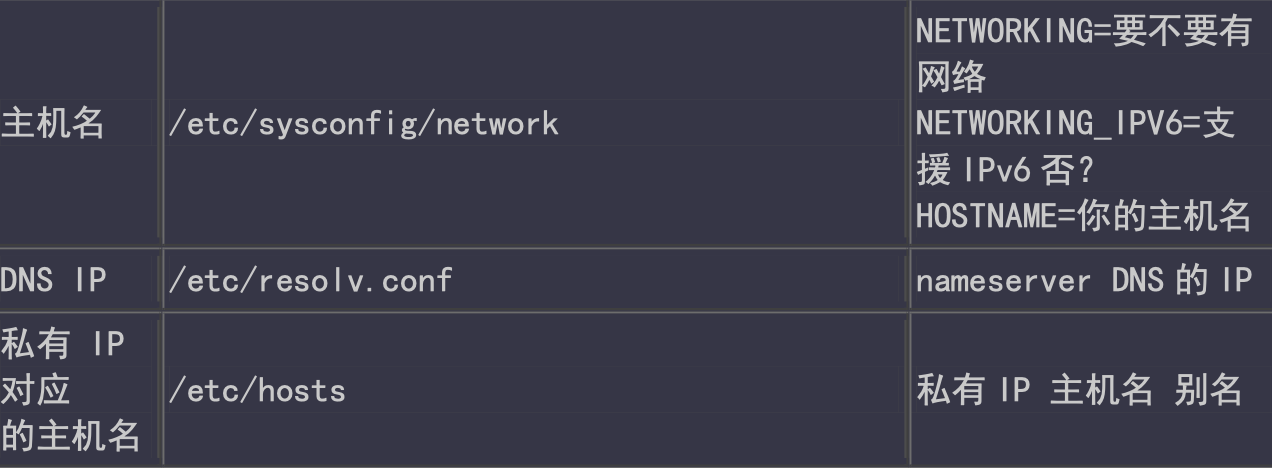 主机名
/etc/sysconfig/network
NETWORKING=要不要有
网络
NETWORKING_IPV6=支
援 IPv6 否?
HOSTNAME=你的主机名
DNS IP
/etc/resolv.conf
nameserver DNS 的 IP
私有 IP
对应
的主机名
/etc/hosts
私有 IP 主机名 别名